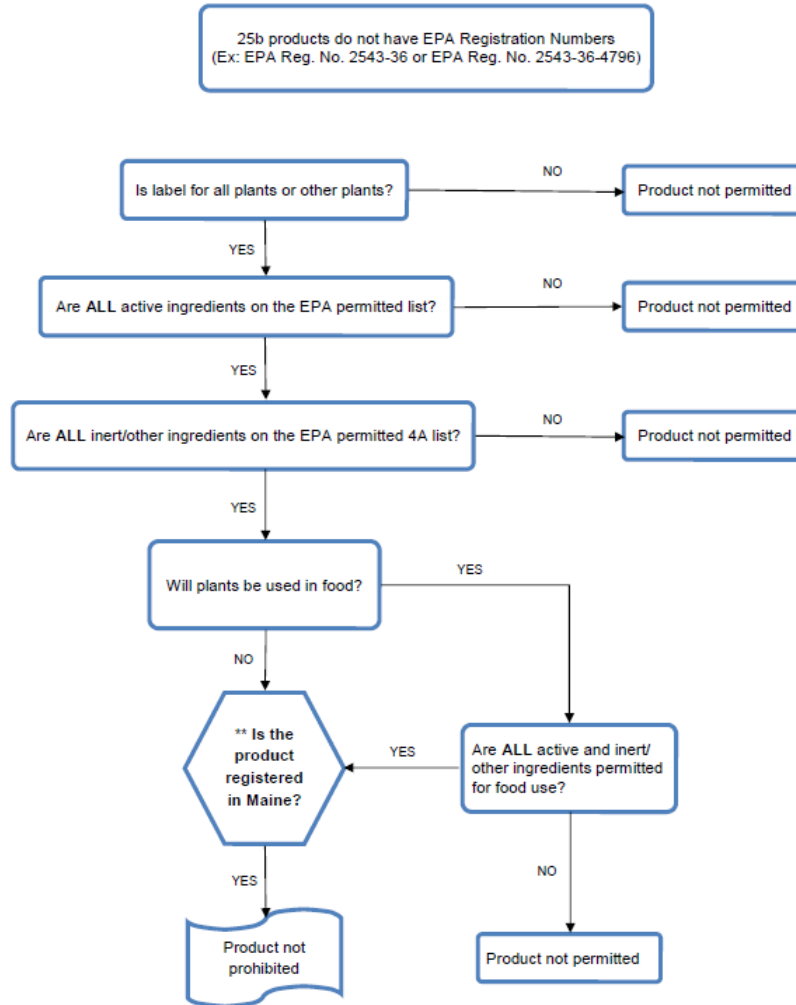 25b products do not have EPA Registration Numbers
(Ex: EPA Reg. No. 2543-36 or EPA Reg. No. 2543-36-4796)
Is label for all plants or other plants?
NO
Product not permitted
YES
Are ALL active ingredients on the EPA permitted list?
NO
Product not permitted
YES
Are ALL inert/other ingredients on the EPA permitted 4A list?
NO
Product not permitted
YES
Will plants be used in food?
YES
NO
** Is the
product
registered
in Maine?
YES
Are ALL active and inert/
other ingredients permitted
for food use?
YES
NO
Product not
prohibited
Product not permitted